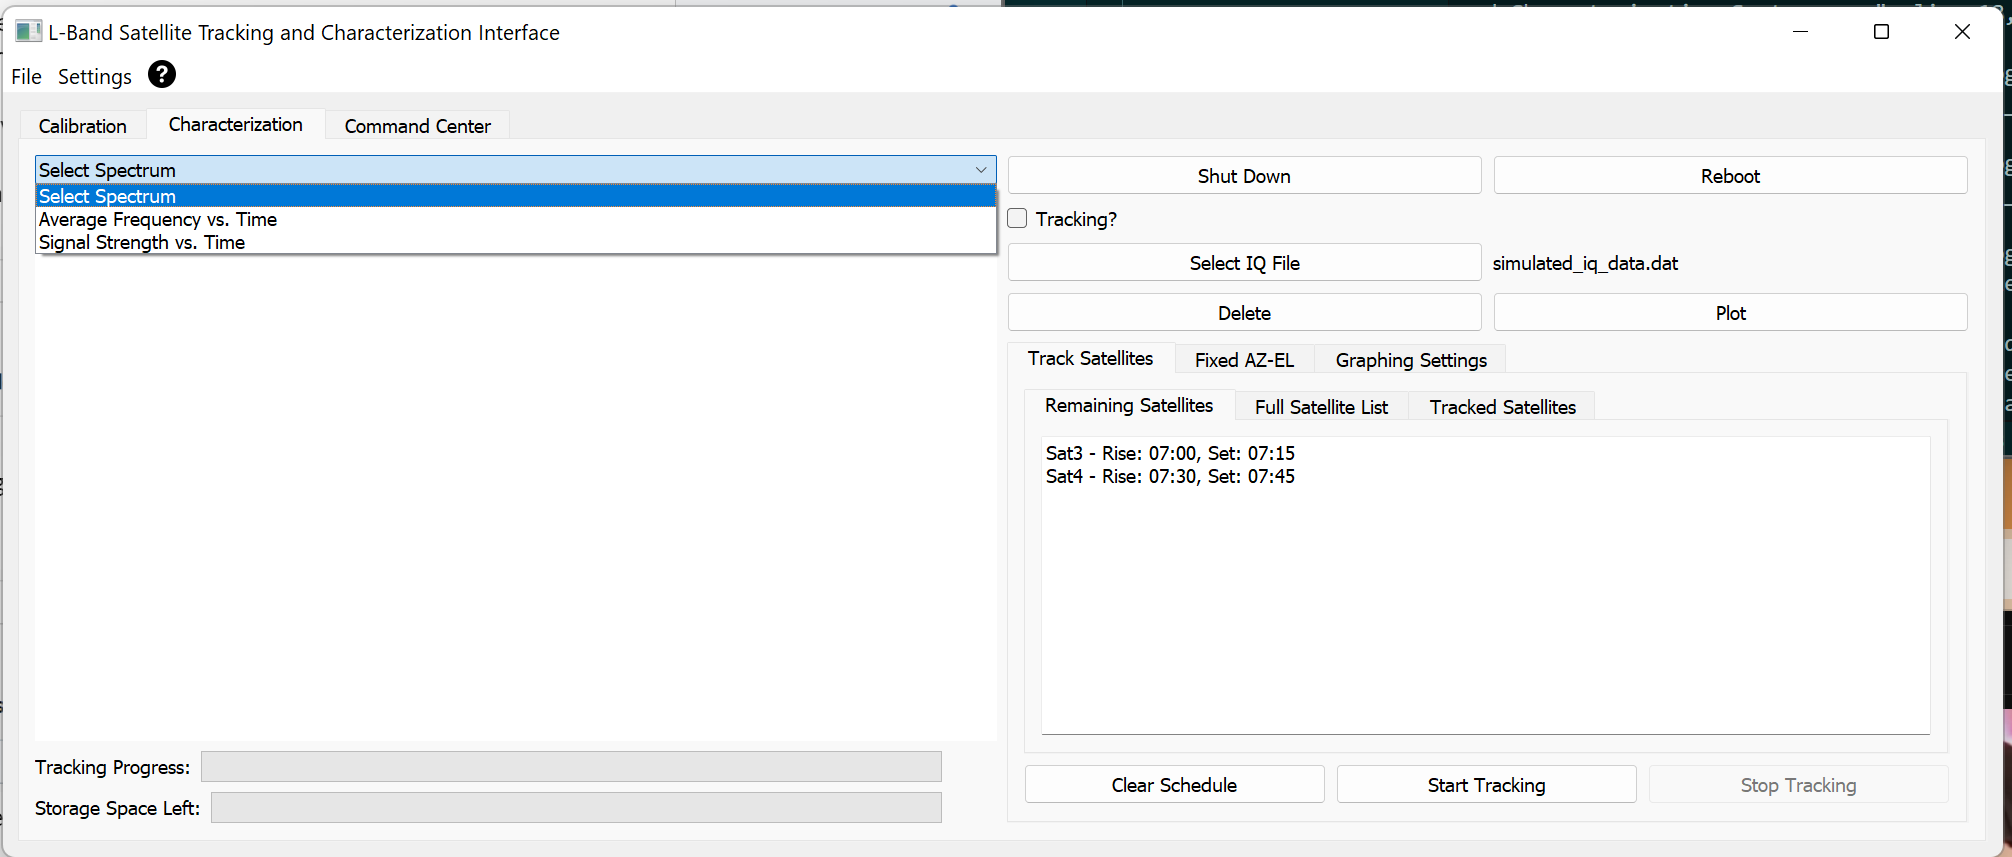 L-Band Satellite Tracking and Characterization Interface
File Settings ?
Calibration Characterization Command Center
Select Spectrum
Select Spectrum
Average Frequency vs. Time
Signal Strength vs. Time
Shut Down Reboot
Tracking?
Select IQ File simulated_iq_data.dat
Delete Plot
Track Satellites Fixed AZ-EL Graphing Settings
Remaining Satellites Full Satellite List Tracked Satellites
Sat3 - Rise: 07:00, Set: 07:15
Sat4 - Rise: 07:30, Set: 07:45
Tracking Progress:
Storage Space Left:
Clear Schedule Start Tracking Stop Tracking